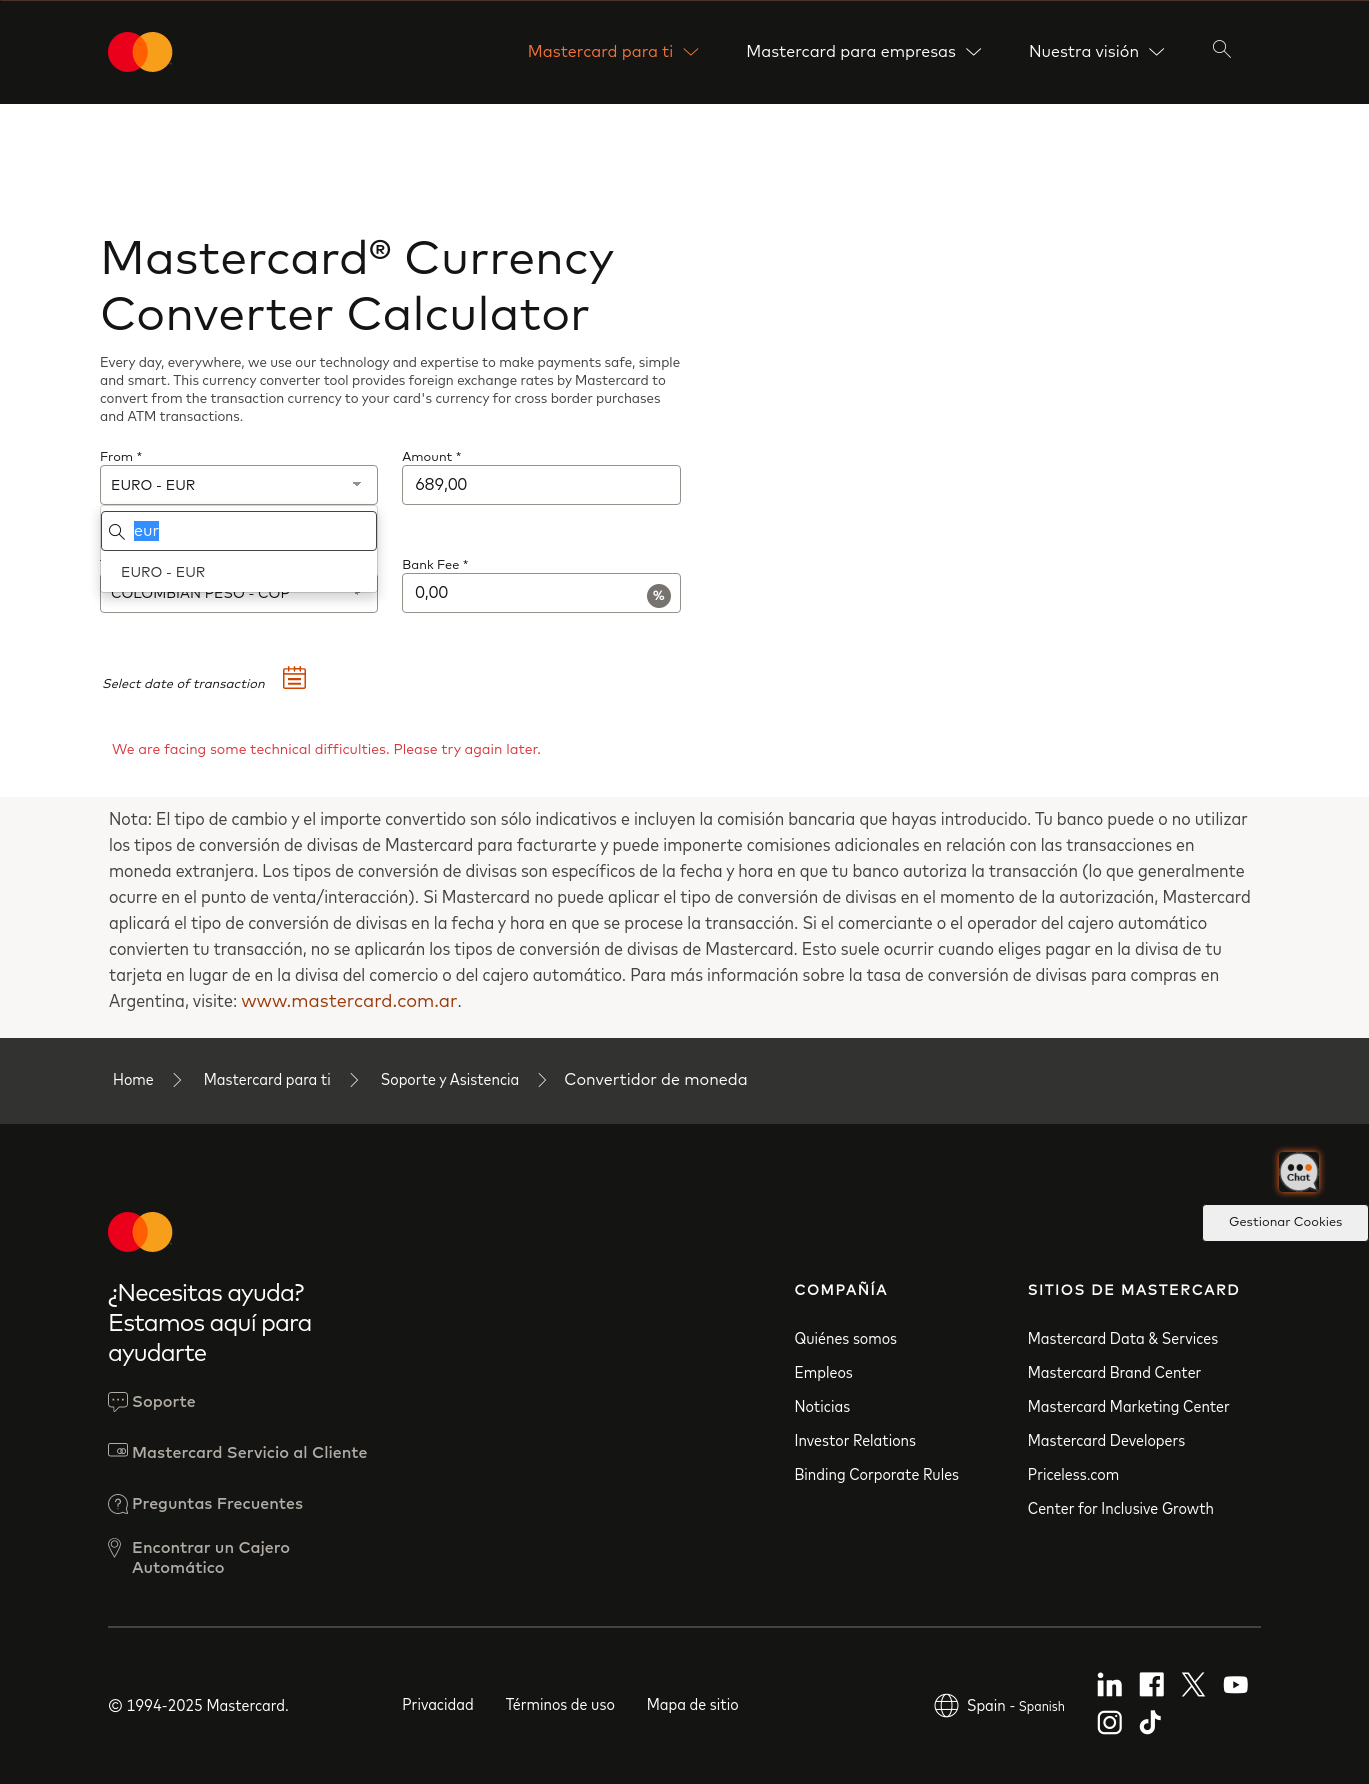 Mastercard para ti
Mastercard para empresas
Nuestra visión
Mastercard® Currency
Converter Calculator
Every day, everywhere, we use our technology and expertise to make payments safe, simple
and smart. This currency converter tool provides foreign exchange rates by Mastercard to
convert from the transaction currency to your card's currency for cross border purchases
and ATM transactions.
From *
Amount *
EURO - EUR
689,00
eur
EURO - EUR
Bank Fee *
COLOMBIAN PESO - COP
0,00
%
Select date of transaction
We are facing some technical difficulties. Please try again later.
Nota: El tipo de cambio y el importe convertido son sólo indicativos e incluyen la comisión bancaria que hayas introducido. Tu banco puede o no utilizar
los tipos de conversión de divisas de Mastercard para facturarte y puede imponerte comisiones adicionales en relación con las transacciones en
moneda extranjera. Los tipos de conversión de divisas son específicos de la fecha y hora en que tu banco autoriza la transacción (lo que generalmente
ocurre en el punto de venta/interacción). Si Mastercard no puede aplicar el tipo de conversión de divisas en el momento de la autorización, Mastercard
aplicará el tipo de conversión de divisas en la fecha y hora en que se procese la transacción. Si el comerciante o el operador del cajero automático
convierten tu transacción, no se aplicarán los tipos de conversión de divisas de Mastercard. Esto suele ocurrir cuando eliges pagar en la divisa de tu
tarjeta en lugar de en la divisa del comercio o del cajero automático. Para más información sobre la tasa de conversión de divisas para compras en
Argentina, visite: www.mastercard.com.ar.
Home
Mastercard para ti
Soporte y Asistencia
Convertidor de moneda
Chat
Gestionar Cookies
¿Necesitas ayuda?
Estamos aquí para
ayudarte
Soporte
Mastercard Servicio al Cliente
Preguntas Frecuentes
Encontrar un Cajero
Automático
COMPAÑÍA
Quiénes somos
Empleos
Noticias
Investor Relations
Binding Corporate Rules
SITIOS DE MASTERCARD
Mastercard Data & Services
Mastercard Brand Center
Mastercard Marketing Center
Mastercard Developers
Priceless.com
Center for Inclusive Growth
© 1994-2025 Mastercard.
Privacidad
Términos de uso
Mapa de sitio
Spain - Spanish